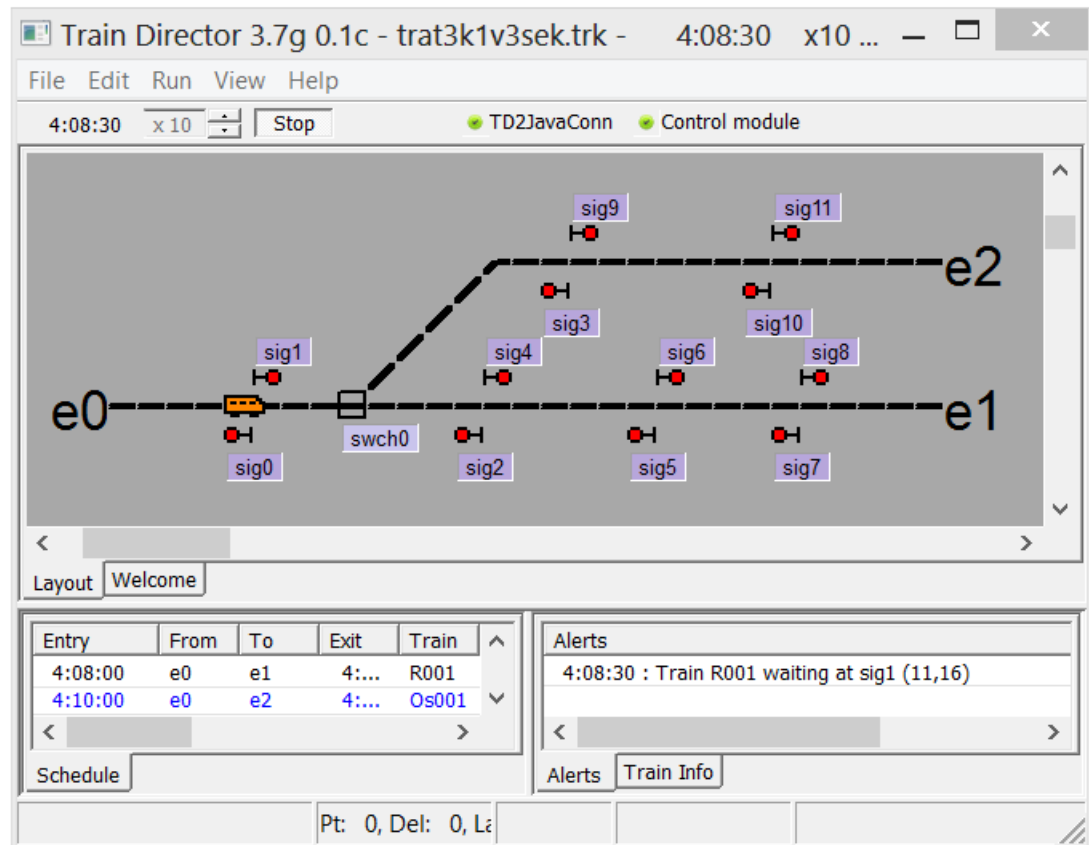 Train Director 3.7g 0.1c - trat3k1v3sek.trk - 4:08:30 x10 ...
File Edit Run View Help
4:08:30 x 10 Stop TD2JavaConn Control module
sig9 sig11
e2
sig3 sig10
sig1 sig4 sig6 sig8
e0 e1
swch0
sig0 sig2 sig5 sig7
Layout Welcome
Entry From To Exit Train
4:08:00 e0 e1 4:... R001
4:10:00 e0 e2 4:... Os001
Schedule
Alerts
4:08:30 : Train R001 waiting at sig1 (11,16)
Alerts Train Info
Pt: 0, Del: 0,